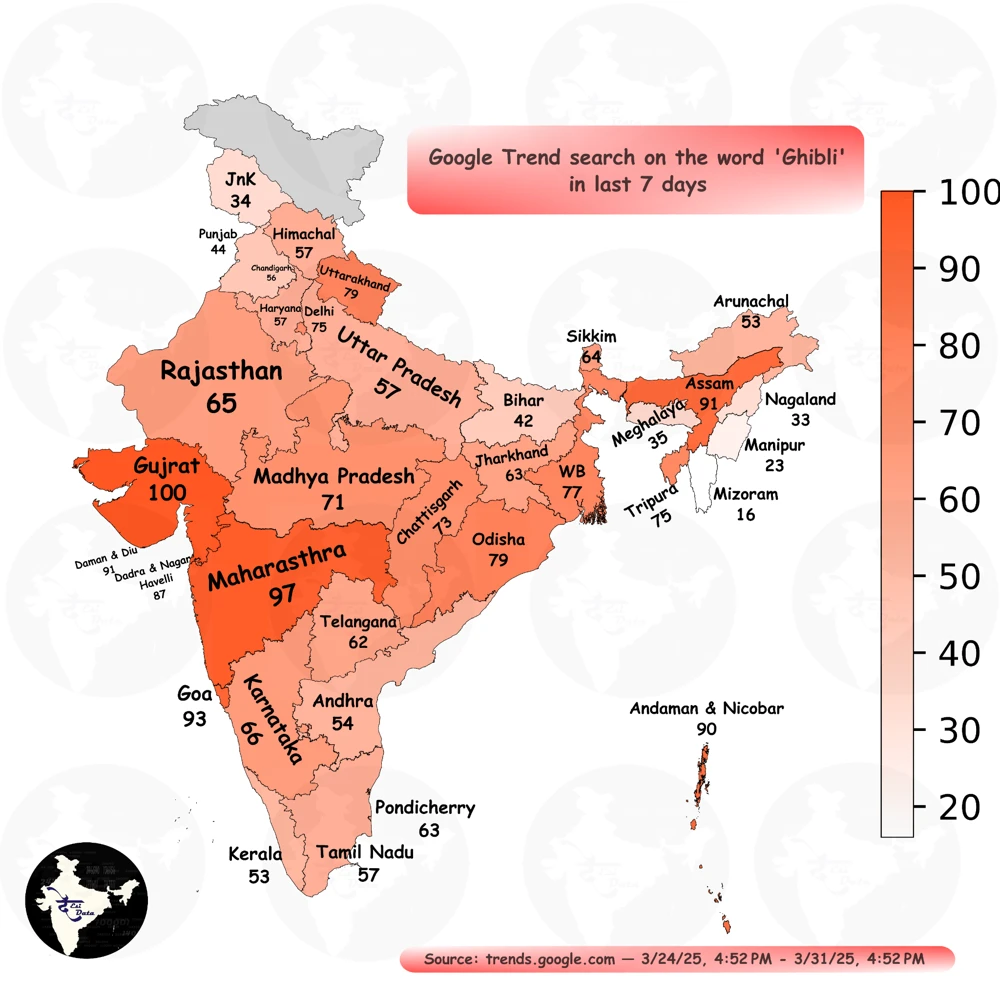 Google Trend search on the word 'Ghibli'
in last 7 days
JnK
34
Punjab
44
Himachal
57
Chandigarh
56
Uttarakhand
79
Haryana
57
Delhi
75
Uttar Pradesh
57
Rajasthan
65
Sikkim
64
Arunachal
53
Assam
91
Nagaland
33
Meghalaya
35
Manipur
23
Mizoram
16
Tripura
75
Bihar
42
Jharkhand
63
WB
77
Gujrat
100
Madhya Pradesh
71
Chattisgarh
73
Odisha
79
Daman & Diu
91
Dadra & Nagar
Havelli
87
Maharasthra
97
Telangana
62
Goa
93
Karnataka
66
Andhra
54
Andaman & Nicobar
90
Pondicherry
63
Kerala
53
Tamil Nadu
57
100
90
80
70
60
50
40
30
20
Esi
Data
Source: trends.google.com — 3/24/25, 4:52 PM - 3/31/25, 4:52 PM